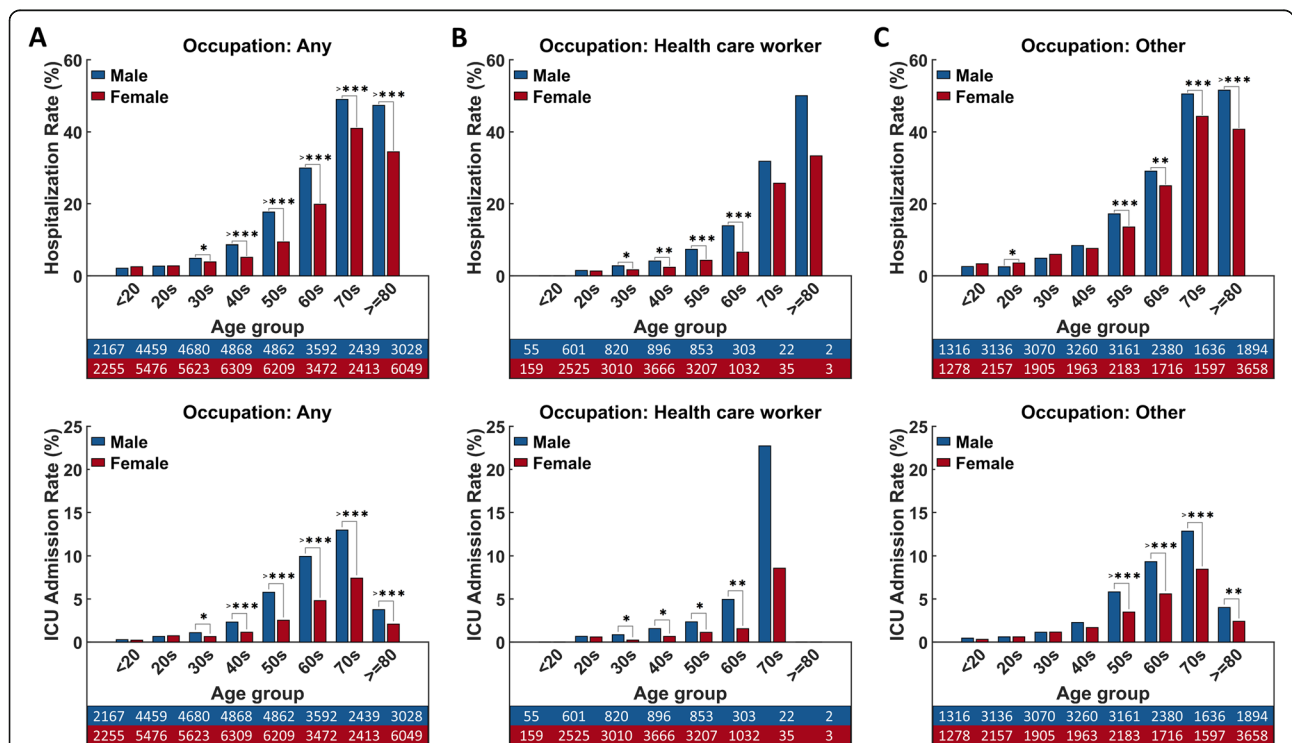 A
Occupation: Any
Hospitalization Rate (%)
60
40
20
0
Male
Female
* >*** >*** >*** >*** >***
<20 20s 30s 40s 50s 60s 70s >=80
Age group
2167 4459 4680 4868 4862 3592 2439 3028
2255 5476 5623 6309 6209 3472 2413 6049
B
Occupation: Health care worker
Hospitalization Rate (%)
60
40
20
0
Male
Female
* ** *** ***
<20 20s 30s 40s 50s 60s 70s >=80
Age group
55 601 820 896 853 303 22 2
159 2525 3010 3666 3207 1032 35 3
C
Occupation: Other
Hospitalization Rate (%)
60
40
20
0
Male
Female
* *** ** *** >***
<20 20s 30s 40s 50s 60s 70s >=80
Age group
1316 3136 3070 3260 3161 2380 1636 1894
1278 2157 1905 1963 2183 1716 1597 3658
Occupation: Any
ICU Admission Rate (%)
25
20
15
10
5
0
Male
Female
* >*** >*** >*** >*** >***
<20 20s 30s 40s 50s 60s 70s >=80
Age group
2167 4459 4680 4868 4862 3592 2439 3028
2255 5476 5623 6309 6209 3472 2413 6049
Occupation: Health care worker
ICU Admission Rate (%)
25
20
15
10
5
0
Male
Female
* * * **
<20 20s 30s 40s 50s 60s 70s >=80
Age group
55 601 820 896 853 303 22 2
159 2525 3010 3666 3207 1032 35 3
Occupation: Other
ICU Admission Rate (%)
25
20
15
10
5
0
Male
Female
>*** >*** >*** **
<20 20s 30s 40s 50s 60s 70s >=80
Age group
1316 3136 3070 3260 3161 2380 1636 1894
1278 2157 1905 1963 2183 1716 1597 3658